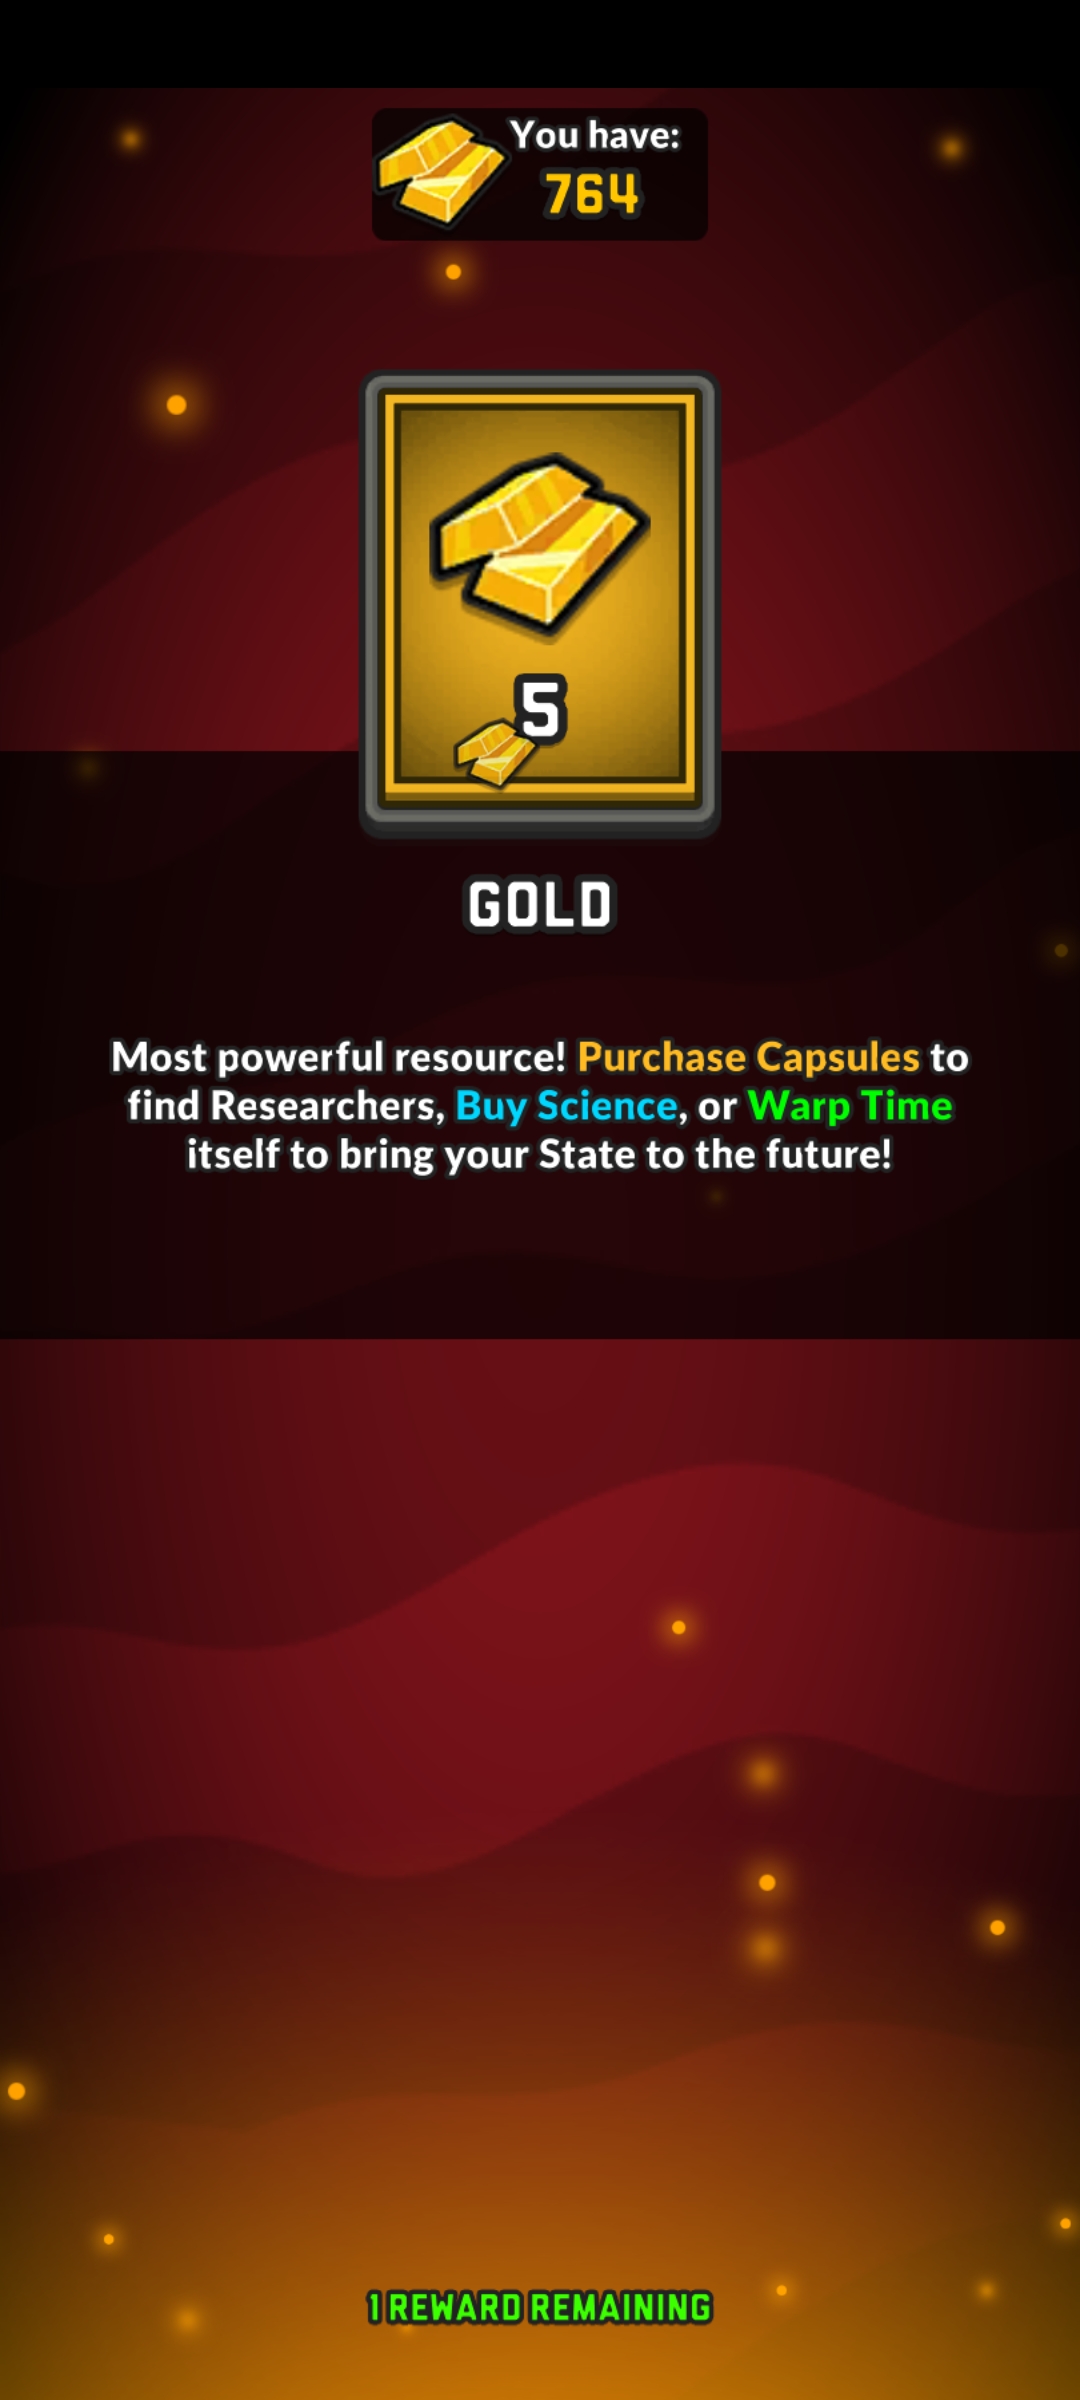 You have:
764
5
GOLD
Most powerful resource! Purchase Capsules to
find Researchers, Buy Science, or Warp Time
itself to bring your State to the future!
1 REWARD REMAINING